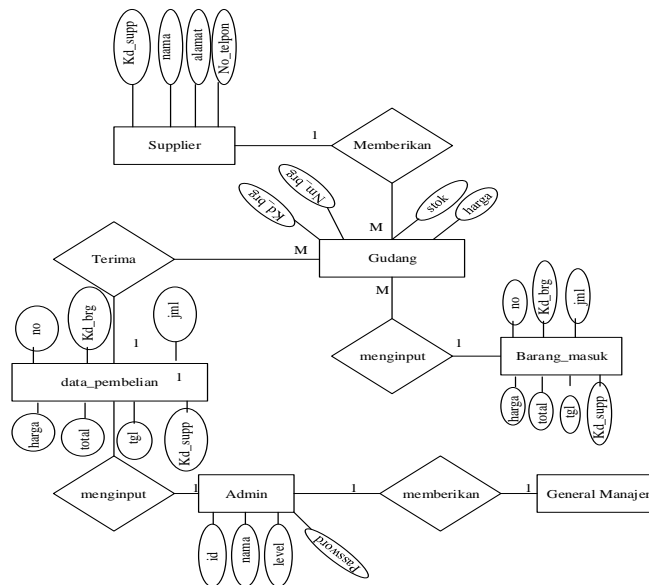 Kd_supp
nama
alamat
No_telpon
Supplier
1
Memberikan
Kd_brg
Nm_brg
stok
harga
M
Terima
M
Gudang
M
no
Kd_brg
jml
no
Kd_brg
jml
1
menginput
1
Barang_masuk
data_pembelian
1
harga
total
tgl
Kd_supp
harga
total
tgl
Kd_supp
menginput
1
Admin
1
memberikan
1
General Manajer
id
nama
level
Password